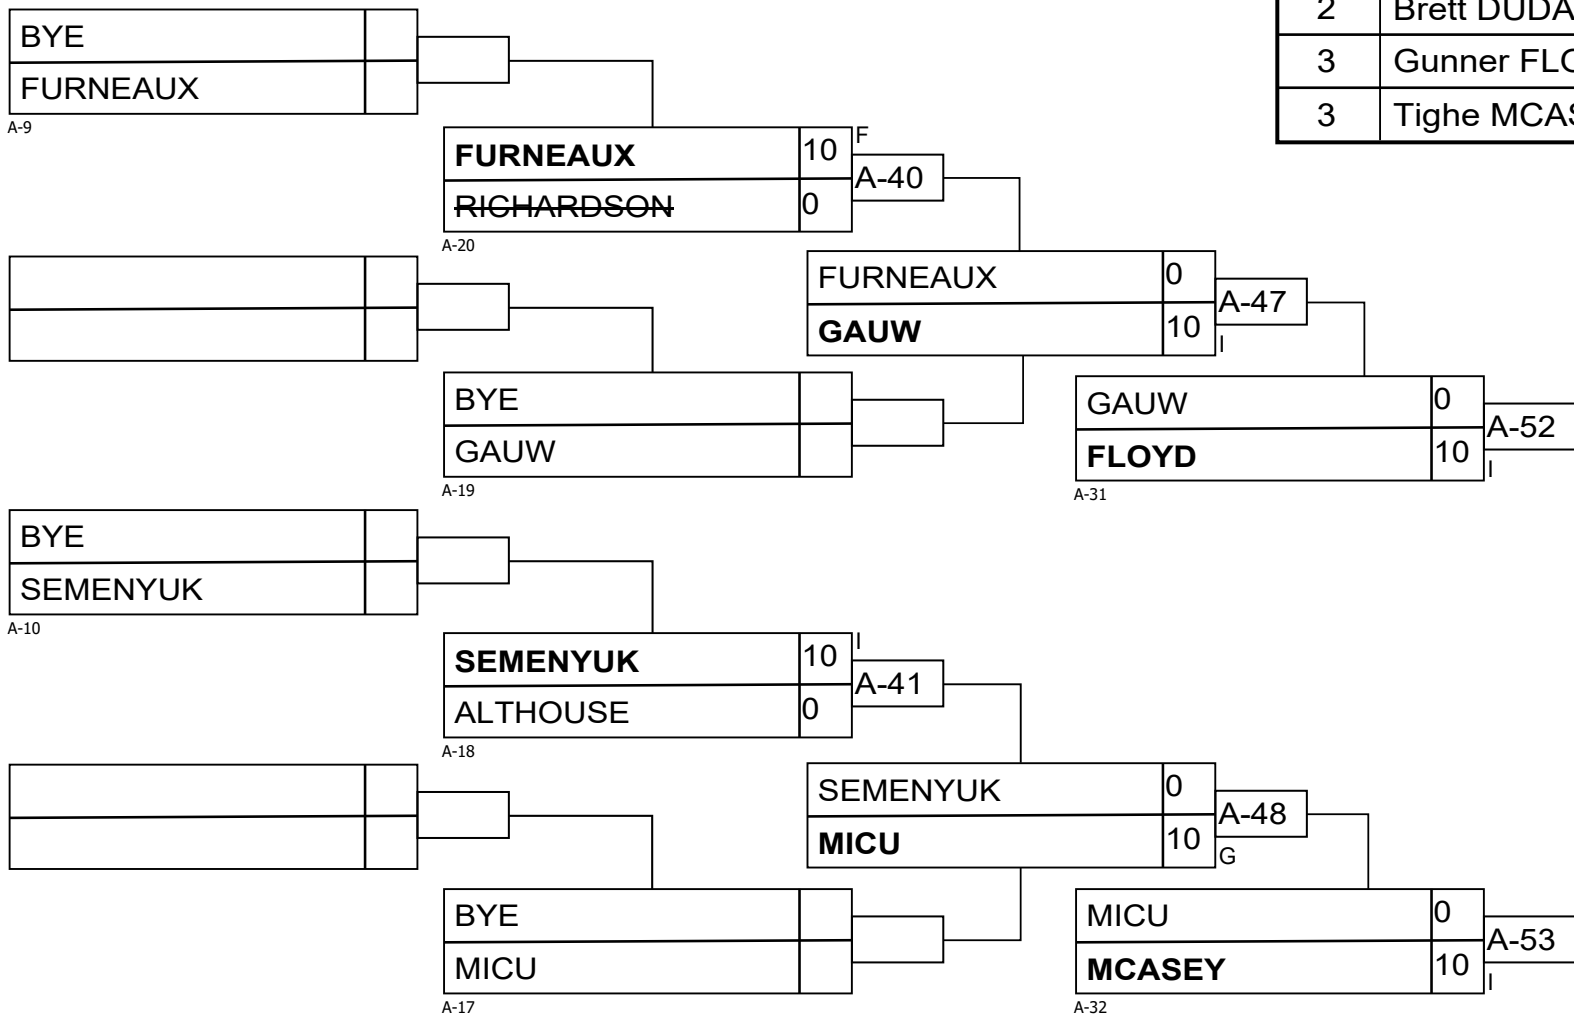 2 Brett DUDA
3 Gunner FLO
3 Tighe MCAS
BYE
FURNEAUX
A-9
FURNEAUX 10 F
A-40
RICHARDSON 0
A-20
FURNEAUX 0
A-47
GAUW 10 I
BYE
GAUW
A-19
GAUW 0
A-52
FLOYD 10 I
A-31
BYE
SEMENYUK
A-10
SEMENYUK 10 I
A-41
ALTHOUSE 0
A-18
SEMENYUK 0
A-48
MICU 10 G
BYE
MICU
A-17
MICU 0
A-53
MCASEY 10 I
A-32